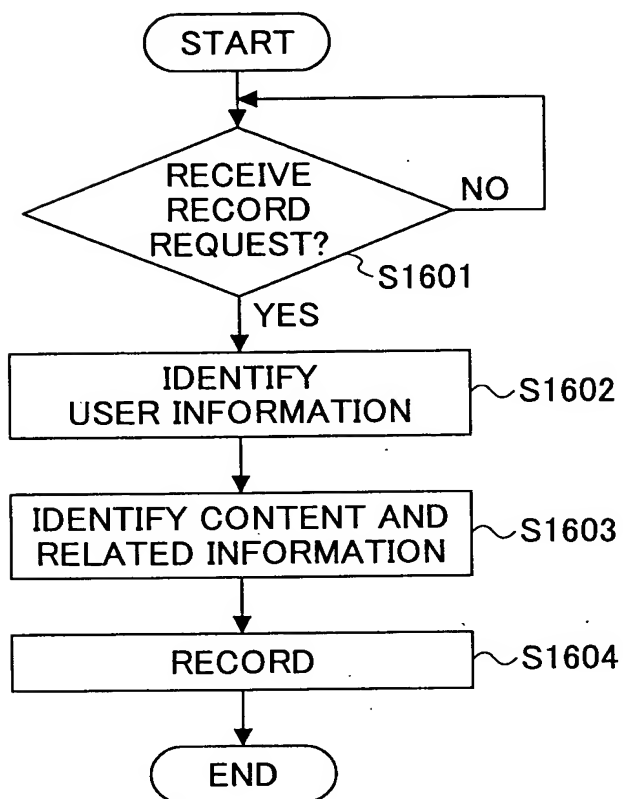 START
RECEIVE
RECORD
REQUEST?
NO
S1601
YES
IDENTIFY
USER INFORMATION
S1602
IDENTIFY CONTENT AND
RELATED INFORMATION
S1603
RECORD
S1604
END